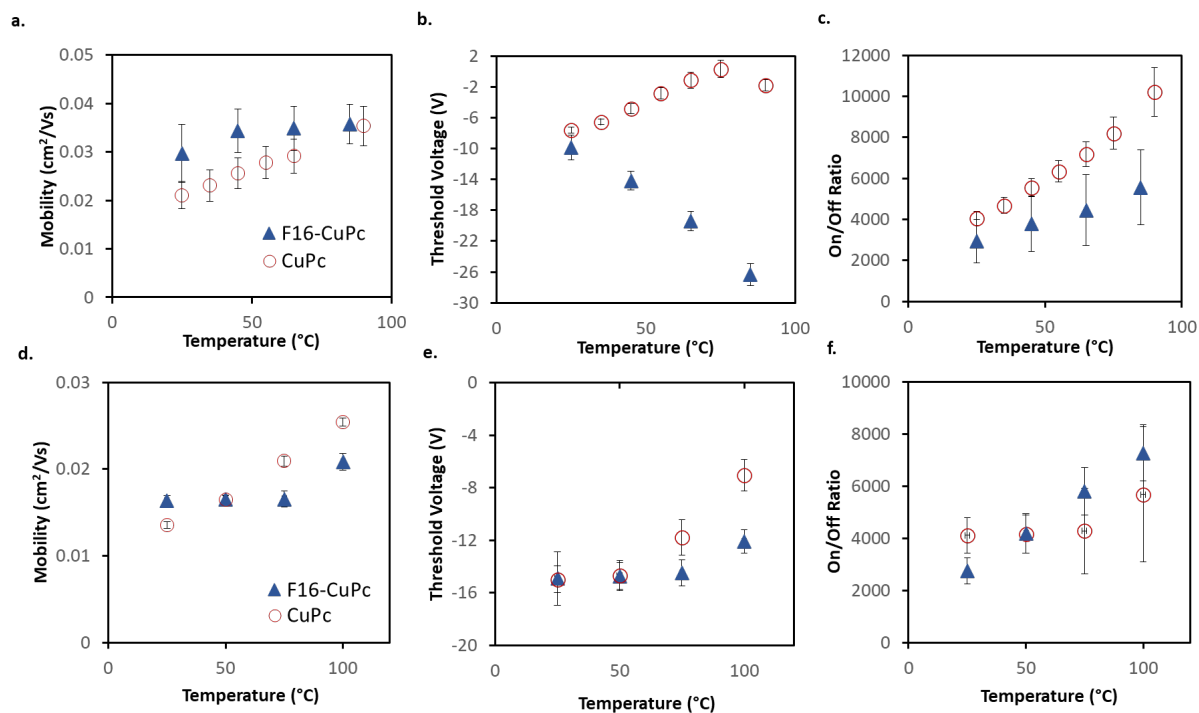 a.
Mobility (cm²/Vs)
0.05
0.04
0.03
0.02
0.01
0
F16-CuPc
CuPc
0 50 100
Temperature (°C)
b.
Threshold Voltage (V)
2
-2
-6
-10
-14
-18
-22
-26
-30
0 50 100
Temperature (°C)
c.
On/Off Ratio
12000
10000
8000
6000
4000
2000
0
0 50 100
Temperature (°C)
d.
Mobility (cm²/Vs)
0.03
0.02
0.01
0
F16-CuPc
CuPc
0 50 100
Temperature (°C)
e.
Threshold Voltage (V)
0
-4
-8
-12
-16
-20
0 50 100
Temperature (°C)
f.
On/Off Ratio
10000
8000
6000
4000
2000
0
0 50 100
Temperature (°C)